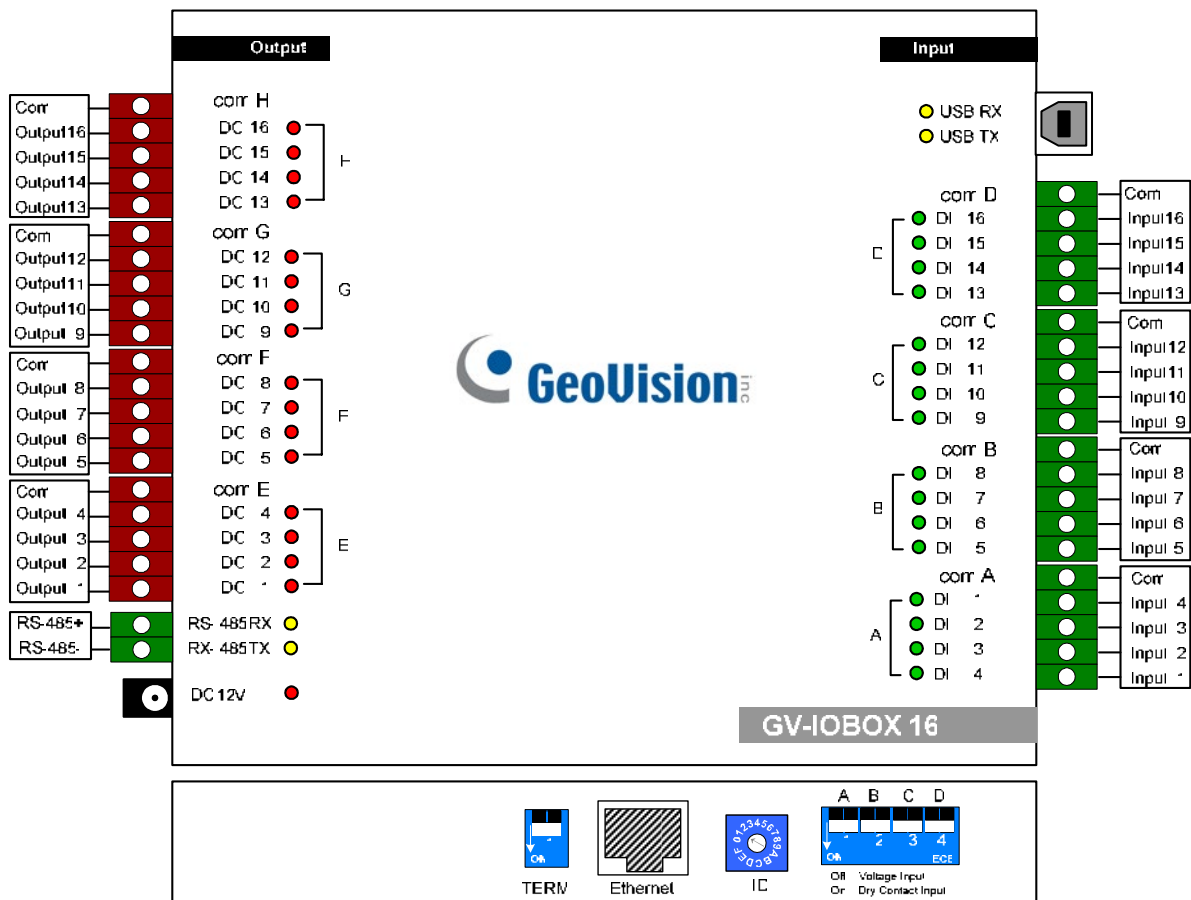 Output
Input
Com
Output16
Output15
Output14
Output13
Com
Output12
Output11
Output10
Output 9
Com
Output 8
Output 7
Output 6
Output 5
Com
Output 4
Output 3
Output 2
Output 1
RS-485+
RS-485-
com H
DC 16
DC 15
DC 14
DC 13
com G
DC 12
DC 11
DC 10
DC 9
G
com F
DC 8
DC 7
DC 6
DC 5
F
com E
DC 4
DC 3
DC 2
DC 1
E
RS-485RX
RX-485TX
DC12V
GeoVision inc
USB RX
USB TX
com D
DI 16
DI 15
DI 14
DI 13
com C
DI 12
DI 11
DI 10
DI 9
C
com B
DI 8
DI 7
DI 6
DI 5
B
com A
DI 1
DI 2
DI 3
DI 4
A
Com
Input16
Input15
Input14
Input13
Com
Input12
Input11
Input10
Input 9
Com
Input 8
Input 7
Input 6
Input 5
Com
Input 4
Input 3
Input 2
Input 1
GV-IOBOX 16
1
On
TERM
Ethernet
0123456789ABCDEF
A B C D
1 2 3 4
On ECE
Off Voltage Input
On Dry Contact Input